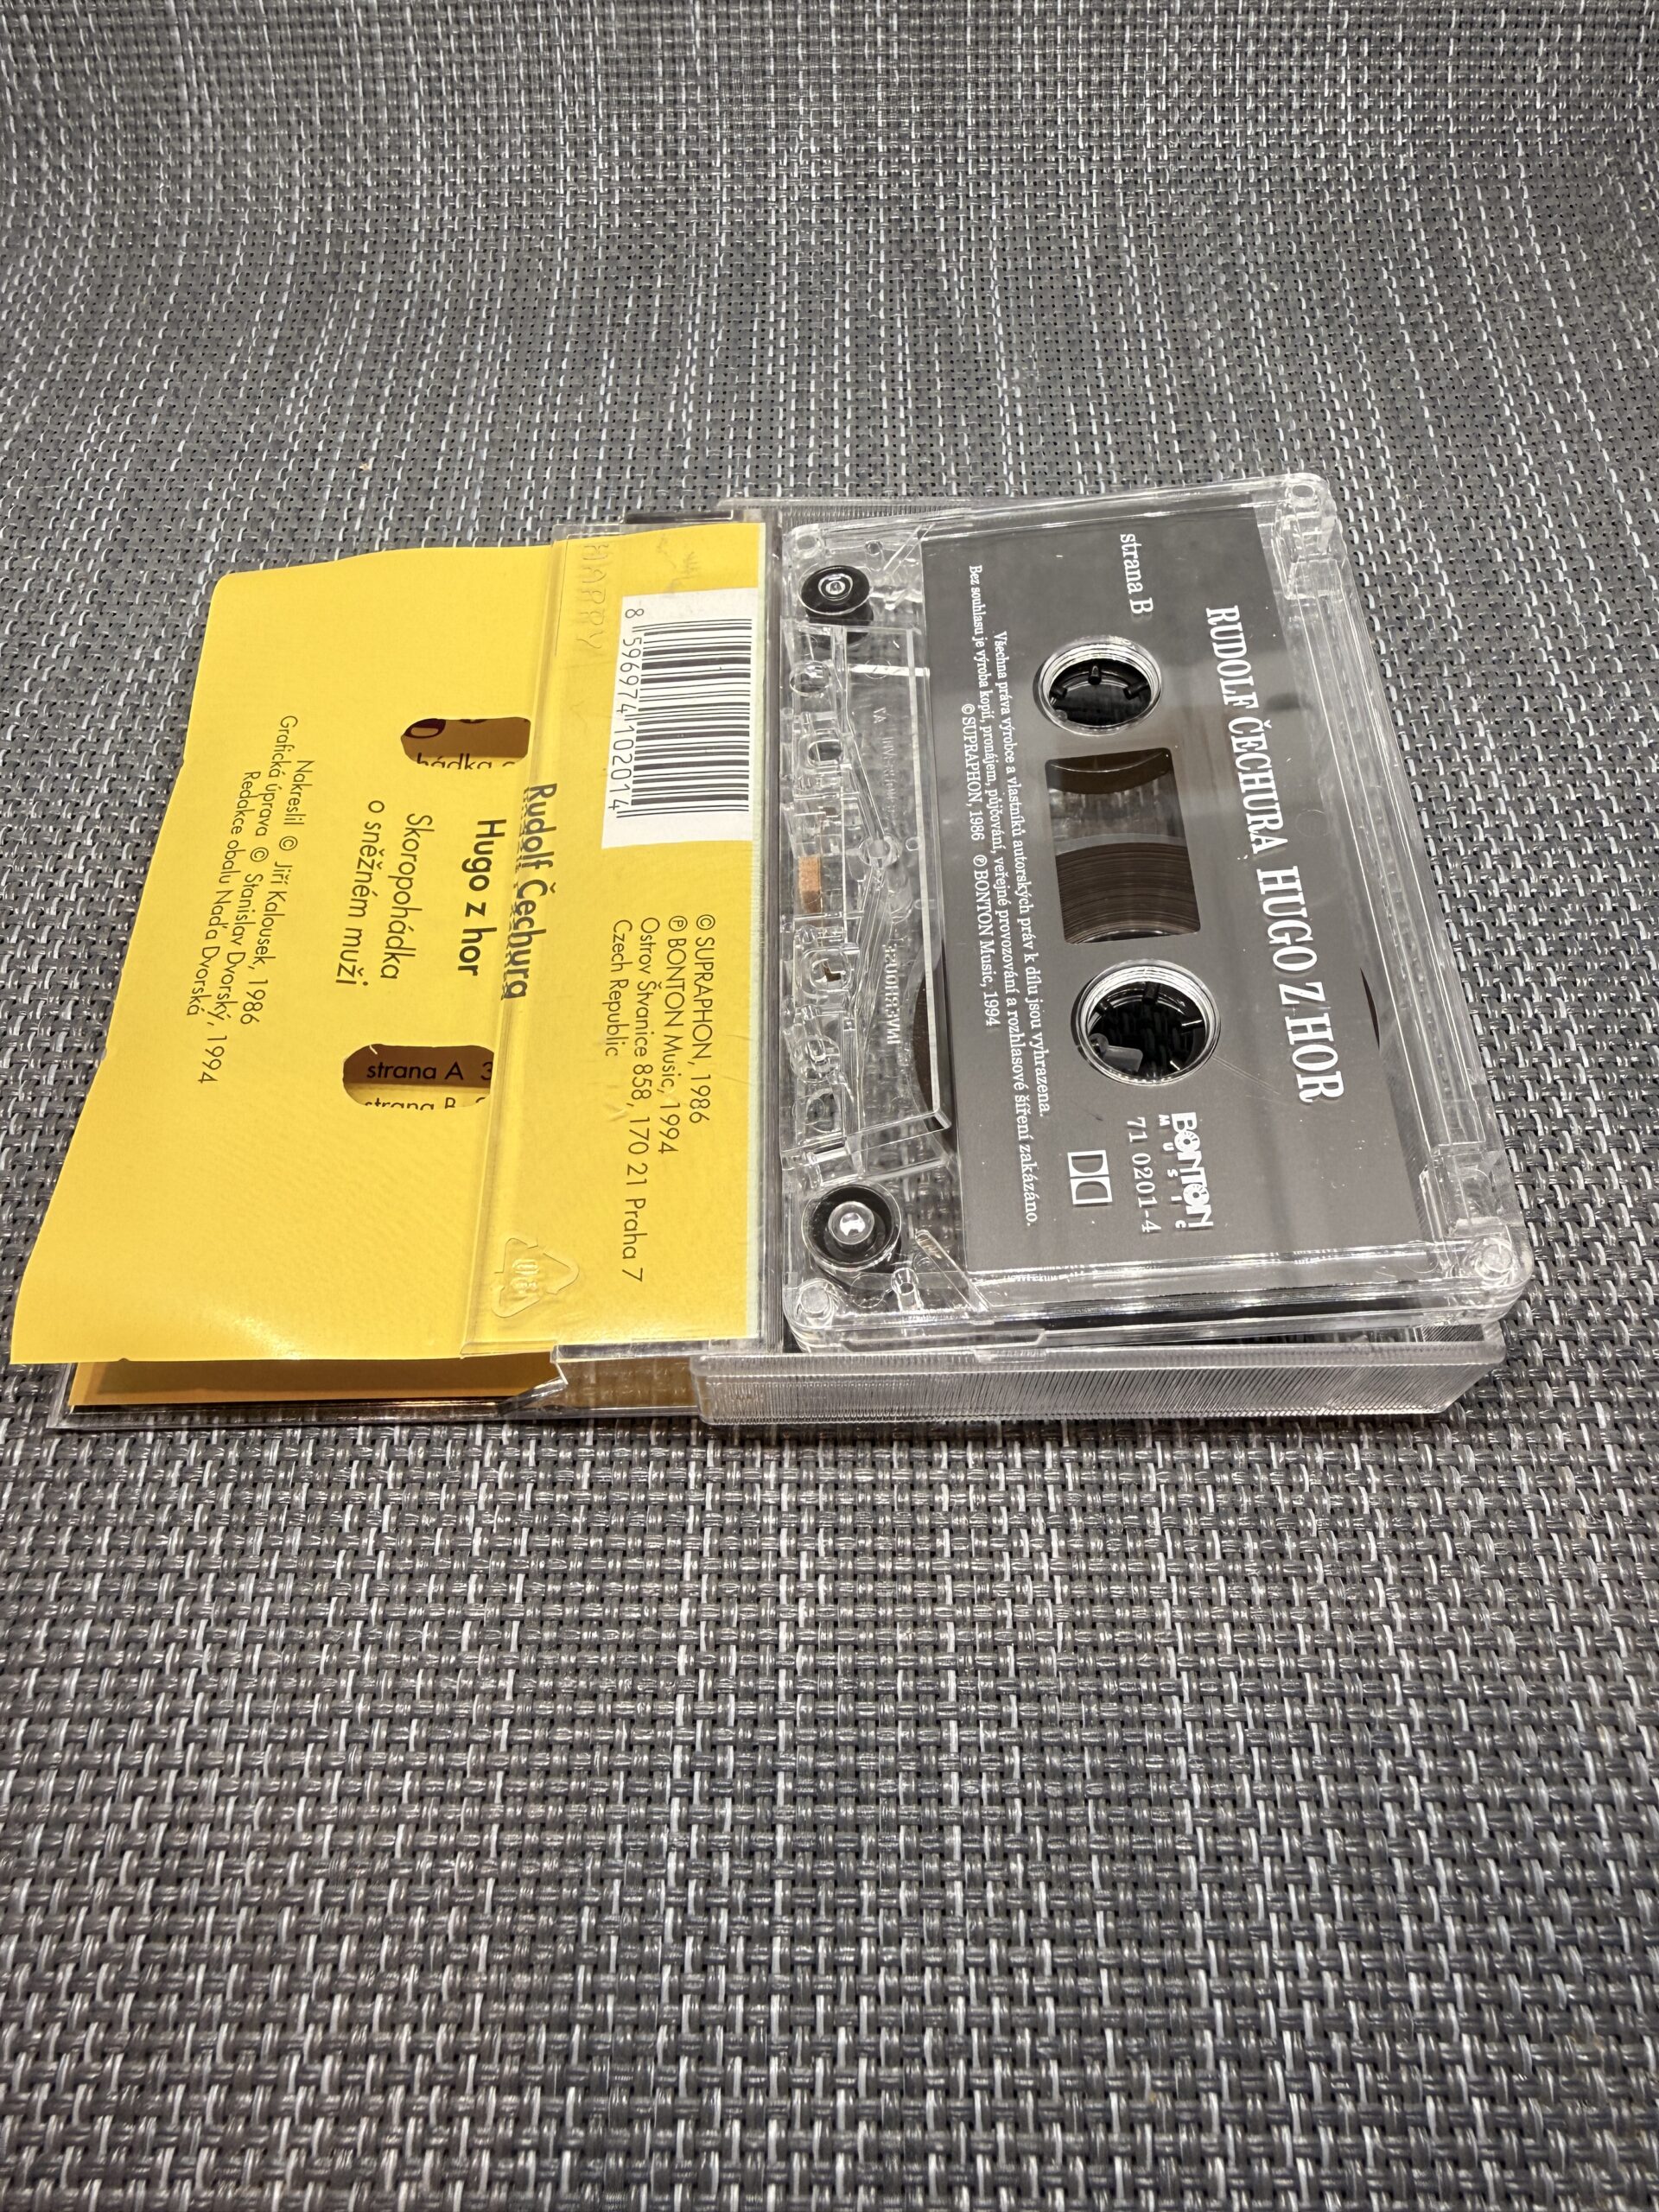 RUDOLF ČECHURA HUGO Z HOR
strana B
BONTON
MUSIC
71 0201-4
Všechna práva výrobce a vlastníků autorských práv k dílu jsou vyhrazena.
Bez souhlasu je výroba kopií, pronájem, půjčování, veřejné provozování a rozhlasové šíření zakázáno.
© SUPRAPHON, 1986 ℗ BONTON Music, 1994
8 596974 102014
© SUPRAPHON, 1986
℗ BONTON Music, 1994
Ostrov Štvanice 858, 170 21 Praha 7
Czech Republic
HARRY
Rudolf Čechura
Hugo z hor
Skoropohádka
o sněžném muži
strana A 3
strana B
Nakreslil © Jiří Kalousek, 1986
Grafická úprava © Stanislav Dvorský, 1994
Redakce obalu Naďa Dvorská